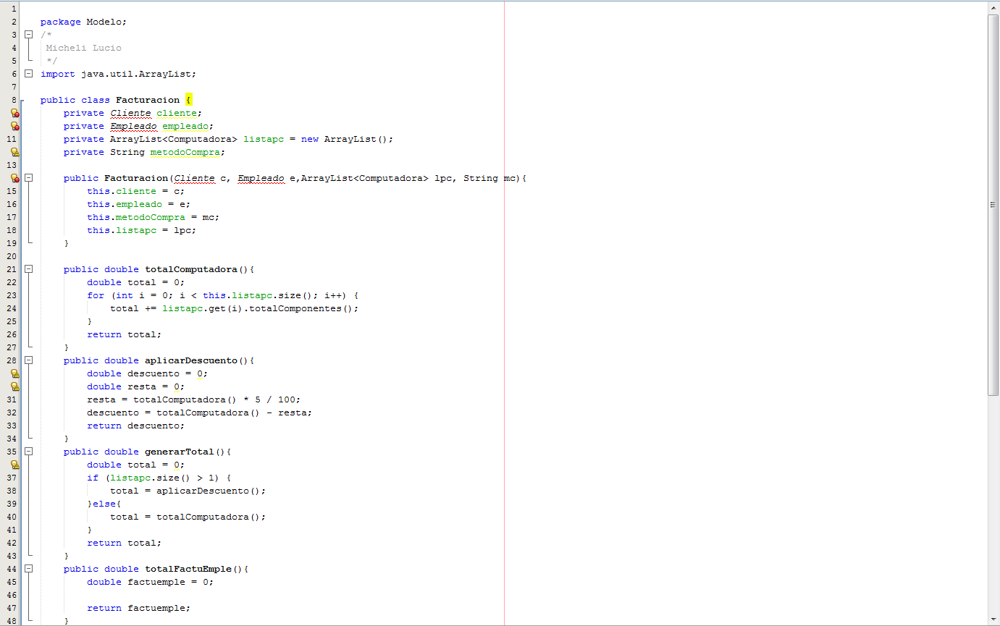 1
2 package Modelo;
3 /*
4 Micheli Lucio
5 */
6 import java.util.ArrayList;
7
8 public class Facturacion {
private Cliente cliente;
private Empleado empleado;
11 private ArrayList<Computadora> listapc = new ArrayList();
private String metodoCompra;
13
public Facturacion(Cliente c, Empleado e,ArrayList<Computadora> lpc, String mc){
15 this.cliente = c;
16 this.empleado = e;
17 this.metodoCompra = mc;
18 this.listapc = lpc;
19 }
20
21 public double totalComputadora(){
22 double total = 0;
23 for (int i = 0; i < this.listapc.size(); i++) {
24 total += listapc.get(i).totalComponentes();
25 }
26 return total;
27 }
28 public double aplicarDescuento(){
double descuento = 0;
double resta = 0;
31 resta = totalComputadora() * 5 / 100;
32 descuento = totalComputadora() - resta;
33 return descuento;
34 }
35 public double generarTotal(){
double total = 0;
37 if (listapc.size() > 1) {
38 total = aplicarDescuento();
39 }else{
40 total = totalComputadora();
41 }
42 return total;
43 }
44 public double totalFactuEmple(){
45 double factuemple = 0;
46
47 return factuemple;
48 }